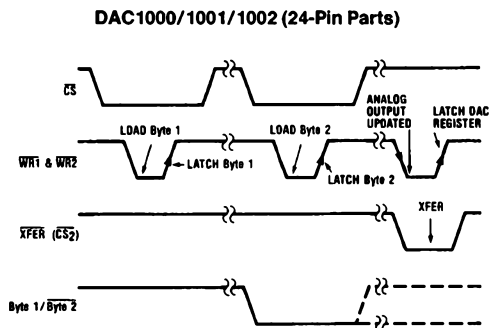 DAC1000/1001/1002 (24-Pin Parts)
CS
ANALOG
OUTPUT
UPDATED
LATCH DAC
REGISTER
LOAD Byte 1
LOAD Byte 2
WR1 & WR2
LATCH Byte 1
LATCH Byte 2
XFER
XFER (CS2)
Byte 1/Byte 2